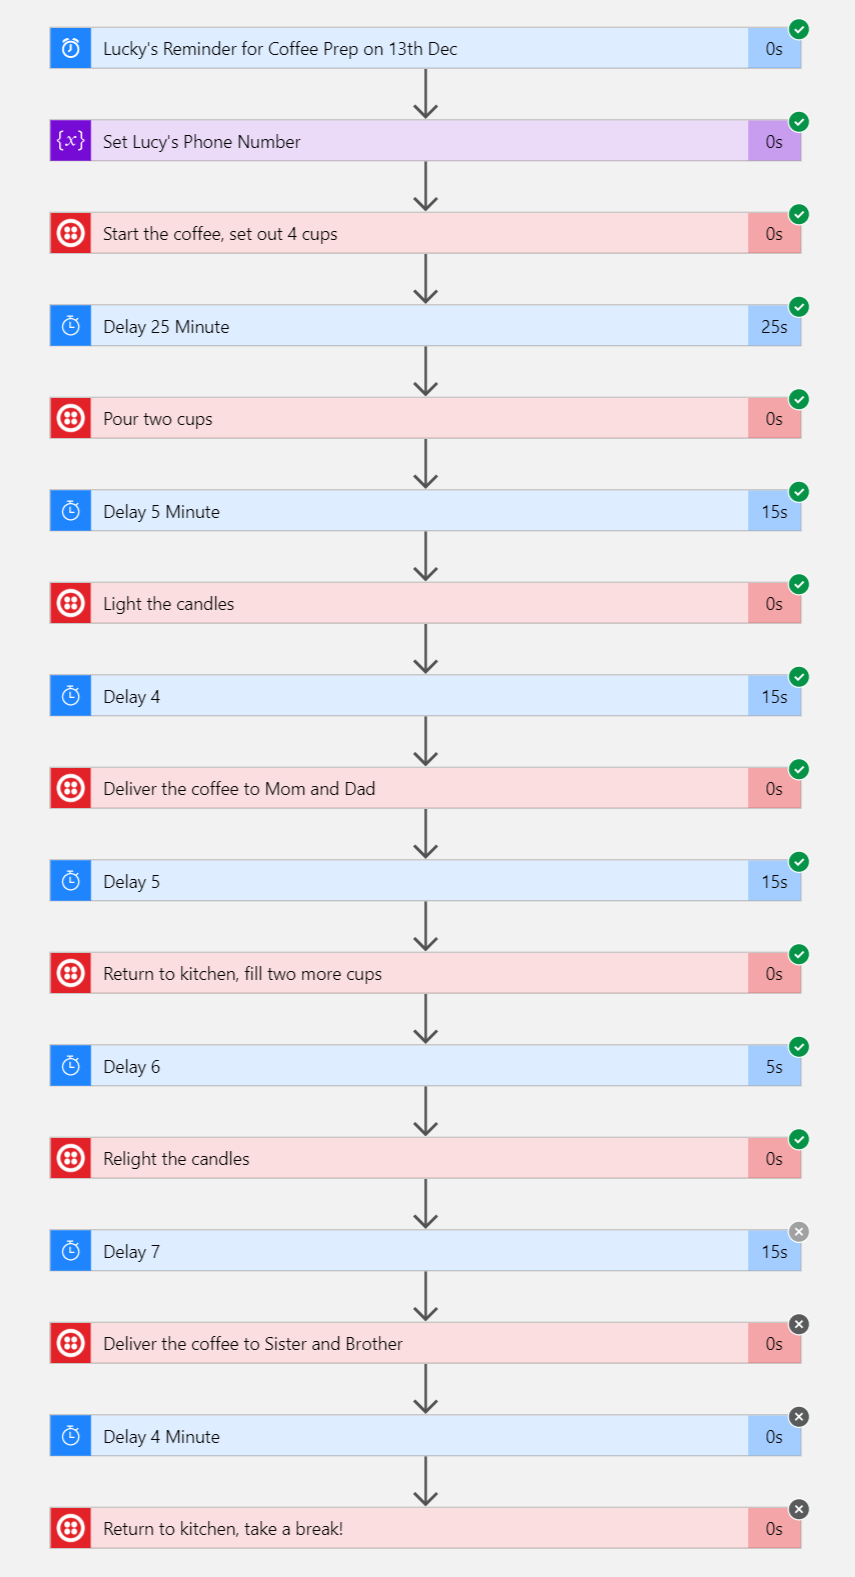 Lucky's Reminder for Coffee Prep on 13th Dec 0s
{x} Set Lucy's Phone Number 0s
Start the coffee, set out 4 cups 0s
Delay 25 Minute 25s
Pour two cups 0s
Delay 5 Minute 15s
Light the candles 0s
Delay 4 15s
Deliver the coffee to Mom and Dad 0s
Delay 5 15s
Return to kitchen, fill two more cups 0s
Delay 6 5s
Relight the candles 0s
Delay 7 15s
Deliver the coffee to Sister and Brother 0s
Delay 4 Minute 0s
Return to kitchen, take a break! 0s